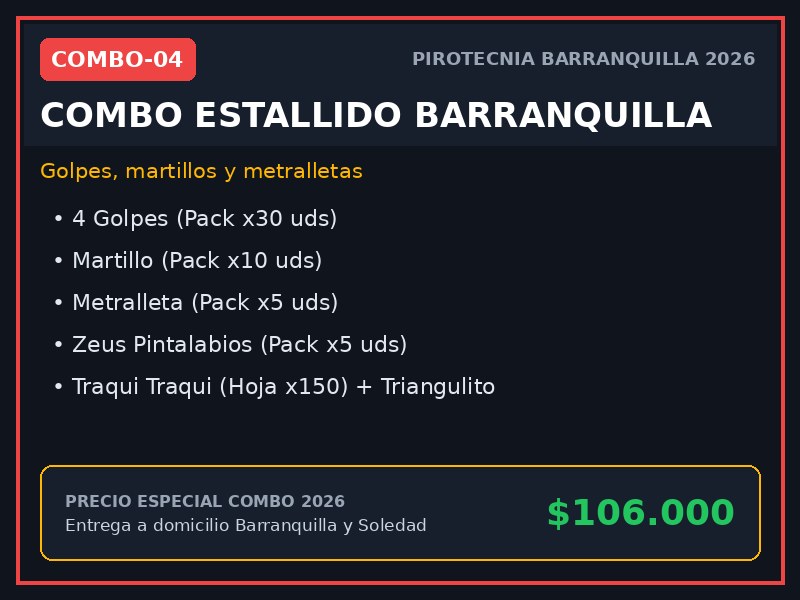 COMBO-04
PIROTECNIA BARRANQUILLA 2026
COMBO ESTALLIDO BARRANQUILLA
Golpes, martillos y metralletas
• 4 Golpes (Pack x30 uds)
• Martillo (Pack x10 uds)
• Metralleta (Pack x5 uds)
• Zeus Pintalabios (Pack x5 uds)
• Traqui Traqui (Hoja x150) + Triangulito
PRECIO ESPECIAL COMBO 2026
Entrega a domicilio Barranquilla y Soledad
$106.000